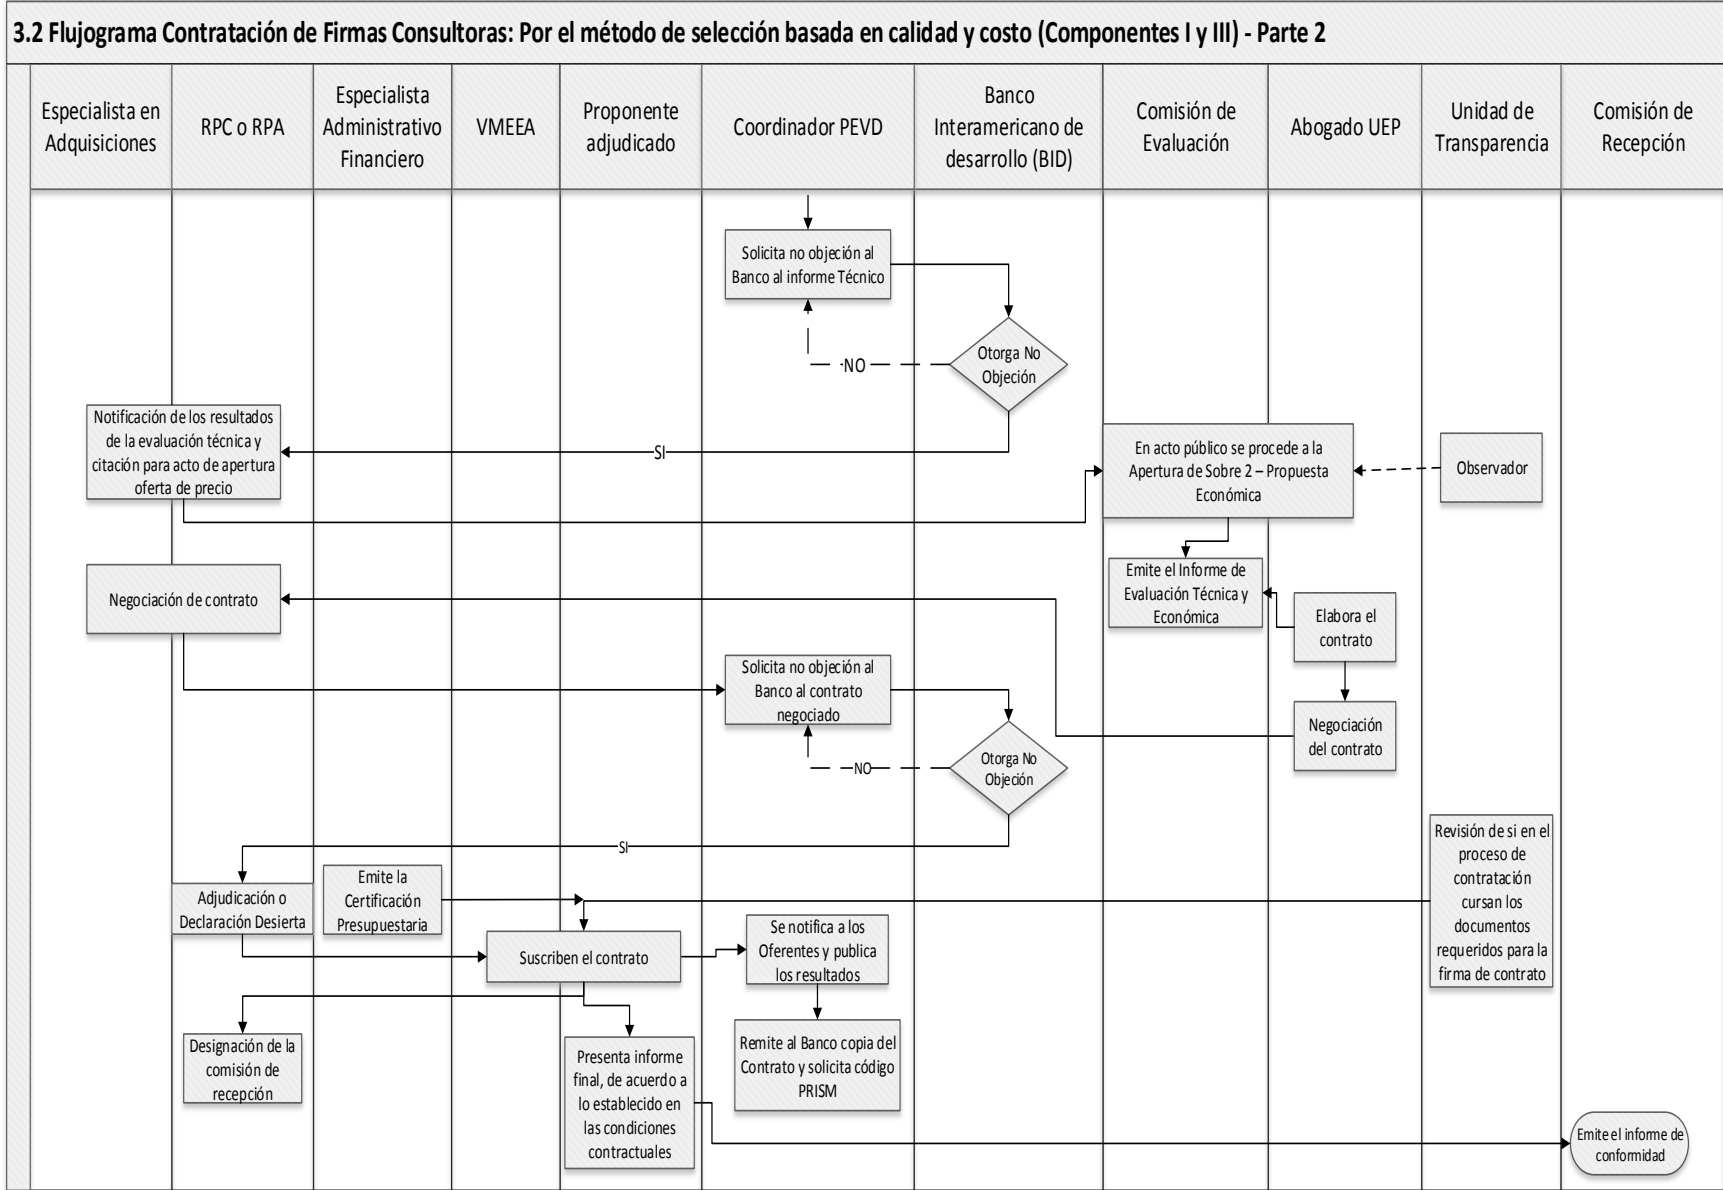 3.2 Flujograma Contratación de Firmas Consultoras: Por el método de selección basada en calidad y costo (Componentes I y III) - Parte 2
Especialista en
Adquisiciones
RPC o RPA
Especialista
Administrativo
Financiero
VMEEA
Proponente
adjudicado
Coordinador PEVD
Banco
Interamericano de
desarrollo (BID)
Comisión de
Evaluación
Abogado UEP
Unidad de
Transparencia
Comisión de
Recepción
Solicita no objeción al
Banco al informe Técnico
Otorga No
Objeción
NO
SI
Notificación de los resultados
de la evaluación técnica y
citación para acto de apertura
oferta de precio
En acto público se procede a la
Apertura de Sobre 2 – Propuesta
Económica
Observador
Emite el Informe de
Evaluación Técnica y
Económica
Elabora el
contrato
Negociación de contrato
Negociación
del contrato
Solicita no objeción al
Banco al contrato
negociado
Otorga No
Objeción
NO
SI
Revisión de si en el
proceso de
contratación
cursan los
documentos
requeridos para la
firma de contrato
Adjudicación o
Declaración Desierta
Emite la
Certificación
Presupuestaria
Suscriben el contrato
Se notifica a los
Oferentes y publica
los resultados
Designación de la
comisión de
recepción
Presenta informe
final, de acuerdo a
lo establecido en
las condiciones
contractuales
Remite al Banco copia del
Contrato y solicita código
PRISM
Emite el informe de
conformidad